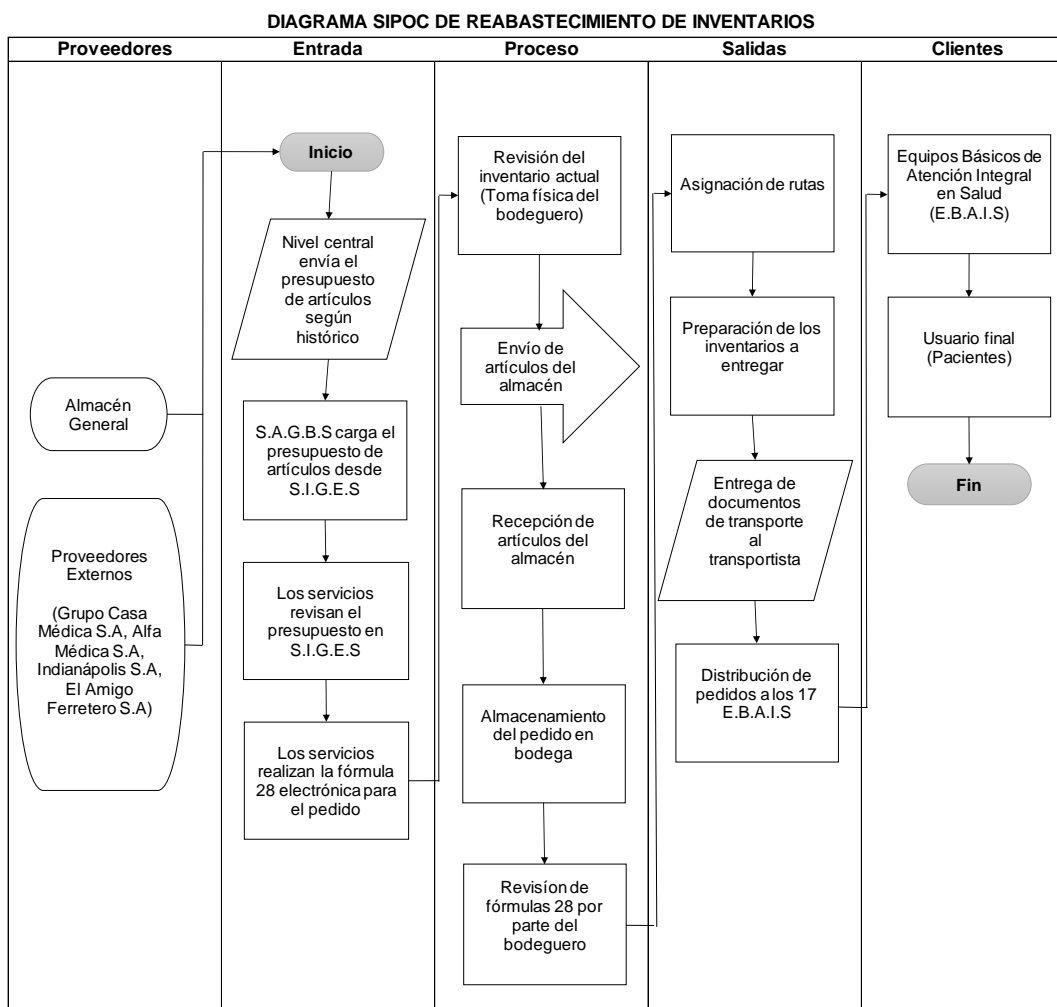 DIAGRAMA SIPOC DE REABASTECIMIENTO DE INVENTARIOS
Proveedores
Entrada
Proceso
Salidas
Clientes
Almacén
General
Proveedores
Externos
(Grupo Casa
Médica S.A, Alfa
Médica S.A,
Indianápolis S.A,
El Amigo
Ferretero S.A)
Inicio
Nivel central
envía el
presupuesto
de artículos
según
histórico
S.A.G.B.S carga el
presupuesto de
artículos desde
S.I.G.E.S
Los servicios
revisan el
presupuesto en
S.I.G.E.S
Los servicios
realizan la fórmula
28 electrónica para
el pedido
Revisión del
inventario actual
(Toma física del
bodeguero)
Envío de
artículos del
almacén
Recepción de
artículos del
almacén
Almacenamiento
del pedido en
bodega
Revisíon de
fórmulas 28 por
parte del
bodeguero
Asignación de rutas
Preparación de los
inventarios a
entregar
Entrega de
documentos
de transporte
al
transportista
Distribución de
pedidos a los 17
E.B.A.I.S
Equipos Básicos de
Atención Integral
en Salud
(E.B.A.I.S)
Usuario final
(Pacientes)
Fin